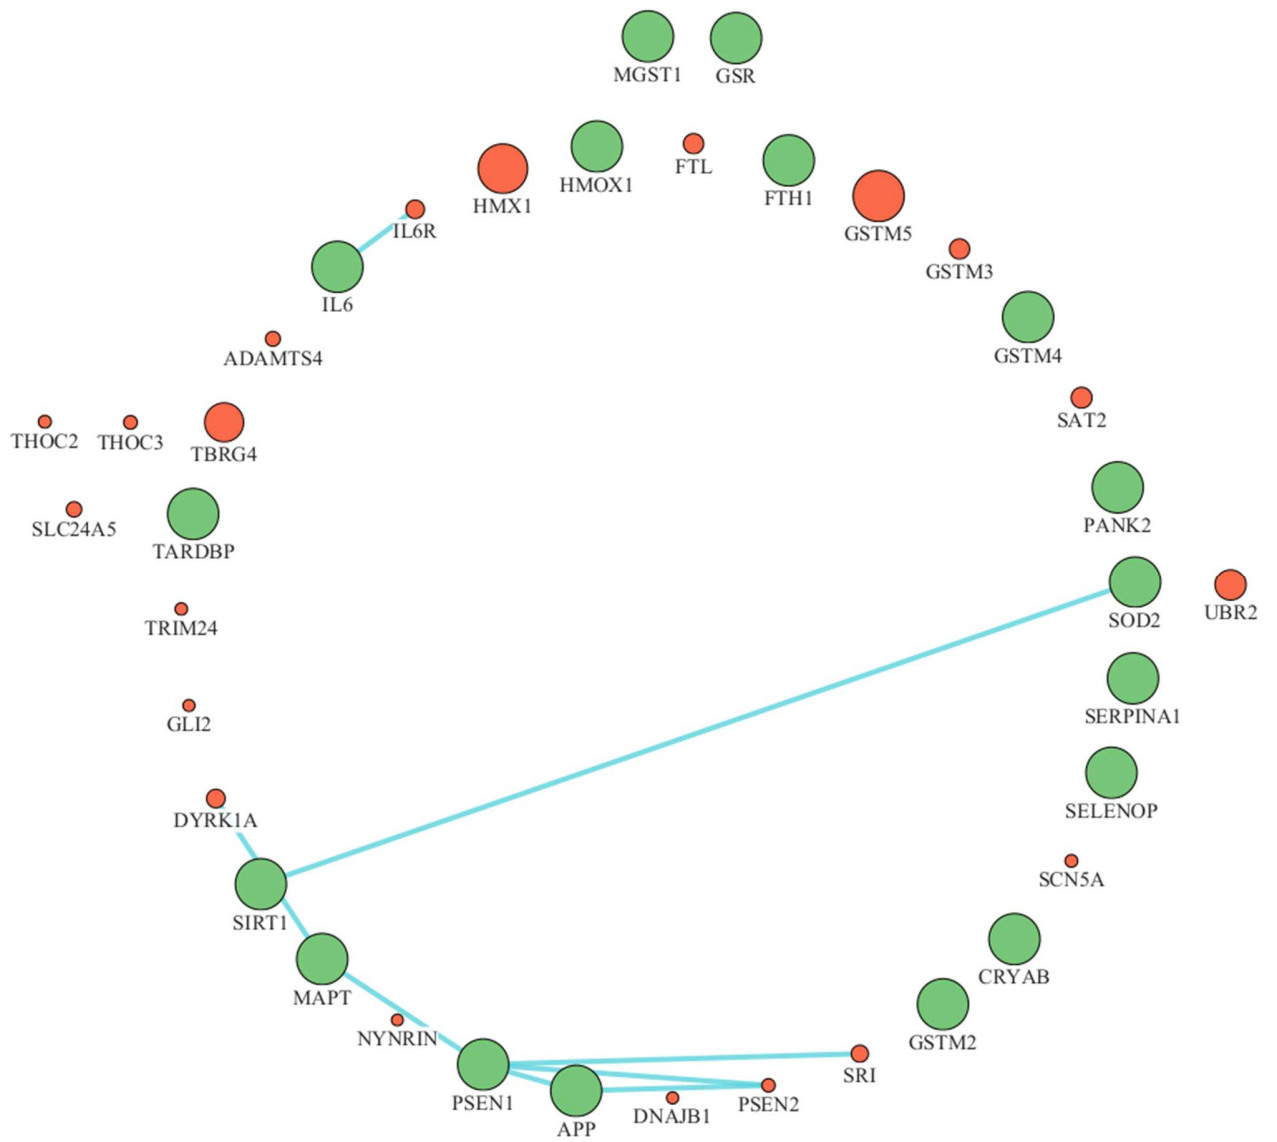 MGST1
GSR
HMX1
HMOX1
FTL
FTH1
GSTM5
IL6R
GSTM3
IL6
GSTM4
ADAMTS4
SAT2
THOC2
THOC3
TBRG4
PANK2
SLC24A5
TARDBP
SOD2
UBR2
TRIM24
SERPINA1
GLI2
SELENOP
DYRK1A
SCN5A
SIRT1
CRYAB
MAPT
NYNRIN
GSTM2
SRI
PSEN1
PSEN2
DNAJB1
APP